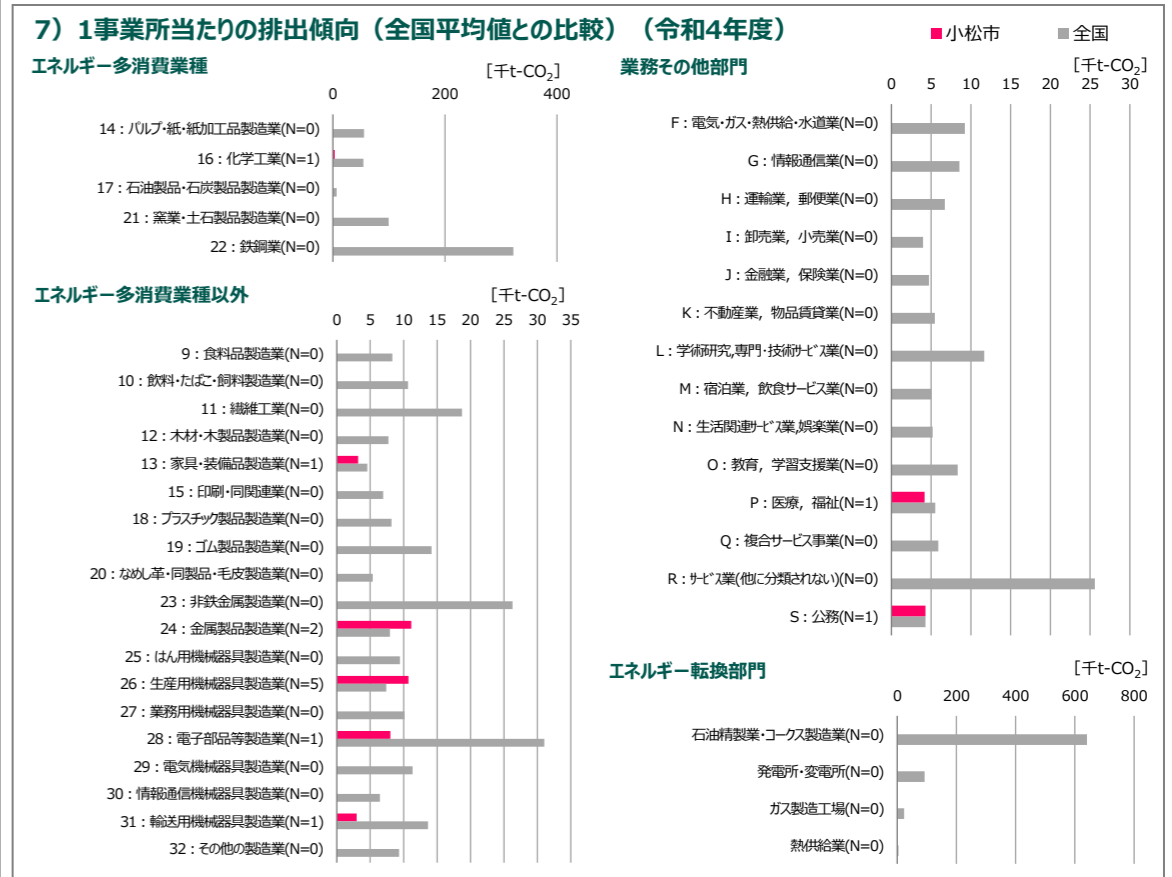 7）1事業所当たりの排出傾向（全国平均値との比較）（令和4年度）
■小松市 ■全国
エネルギー多消費業種
[千t-CO₂]
0 200 400
14：パルプ・紙・紙加工品製造業(N=0)
16：化学工業(N=1)
17：石油製品・石炭製品製造業(N=0)
21：窯業・土石製品製造業(N=0)
22：鉄鋼業(N=0)
エネルギー多消費業種以外
[千t-CO₂]
0 5 10 15 20 25 30 35
9：食料品製造業(N=0)
10：飲料・たばこ・飼料製造業(N=0)
11：繊維工業(N=0)
12：木材・木製品製造業(N=0)
13：家具・装備品製造業(N=1)
15：印刷・同関連業(N=0)
18：プラスチック製品製造業(N=0)
19：ゴム製品製造業(N=0)
20：なめし革・同製品・毛皮製造業(N=0)
23：非鉄金属製造業(N=0)
24：金属製品製造業(N=2)
25：はん用機械器具製造業(N=0)
26：生産用機械器具製造業(N=5)
27：業務用機械器具製造業(N=0)
28：電子部品等製造業(N=1)
29：電気機械器具製造業(N=0)
30：情報通信機械器具製造業(N=0)
31：輸送用機械器具製造業(N=1)
32：その他の製造業(N=0)
業務その他部門
[千t-CO₂]
0 5 10 15 20 25 30
F：電気・ガス・熱供給・水道業(N=0)
G：情報通信業(N=0)
H：運輸業，郵便業(N=0)
I：卸売業，小売業(N=0)
J：金融業，保険業(N=0)
K：不動産業，物品賃貸業(N=0)
L：学術研究,専門・技術ｻｰﾋﾞｽ業(N=0)
M：宿泊業，飲食サービス業(N=0)
N：生活関連ｻｰﾋﾞｽ業,娯楽業(N=0)
O：教育，学習支援業(N=0)
P：医療，福祉(N=1)
Q：複合サービス事業(N=0)
R：ｻｰﾋﾞｽ業(他に分類されない)(N=0)
S：公務(N=1)
エネルギー転換部門
[千t-CO₂]
0 200 400 600 800
石油精製業・コークス製造業(N=0)
発電所・変電所(N=0)
ガス製造工場(N=0)
熱供給業(N=0)